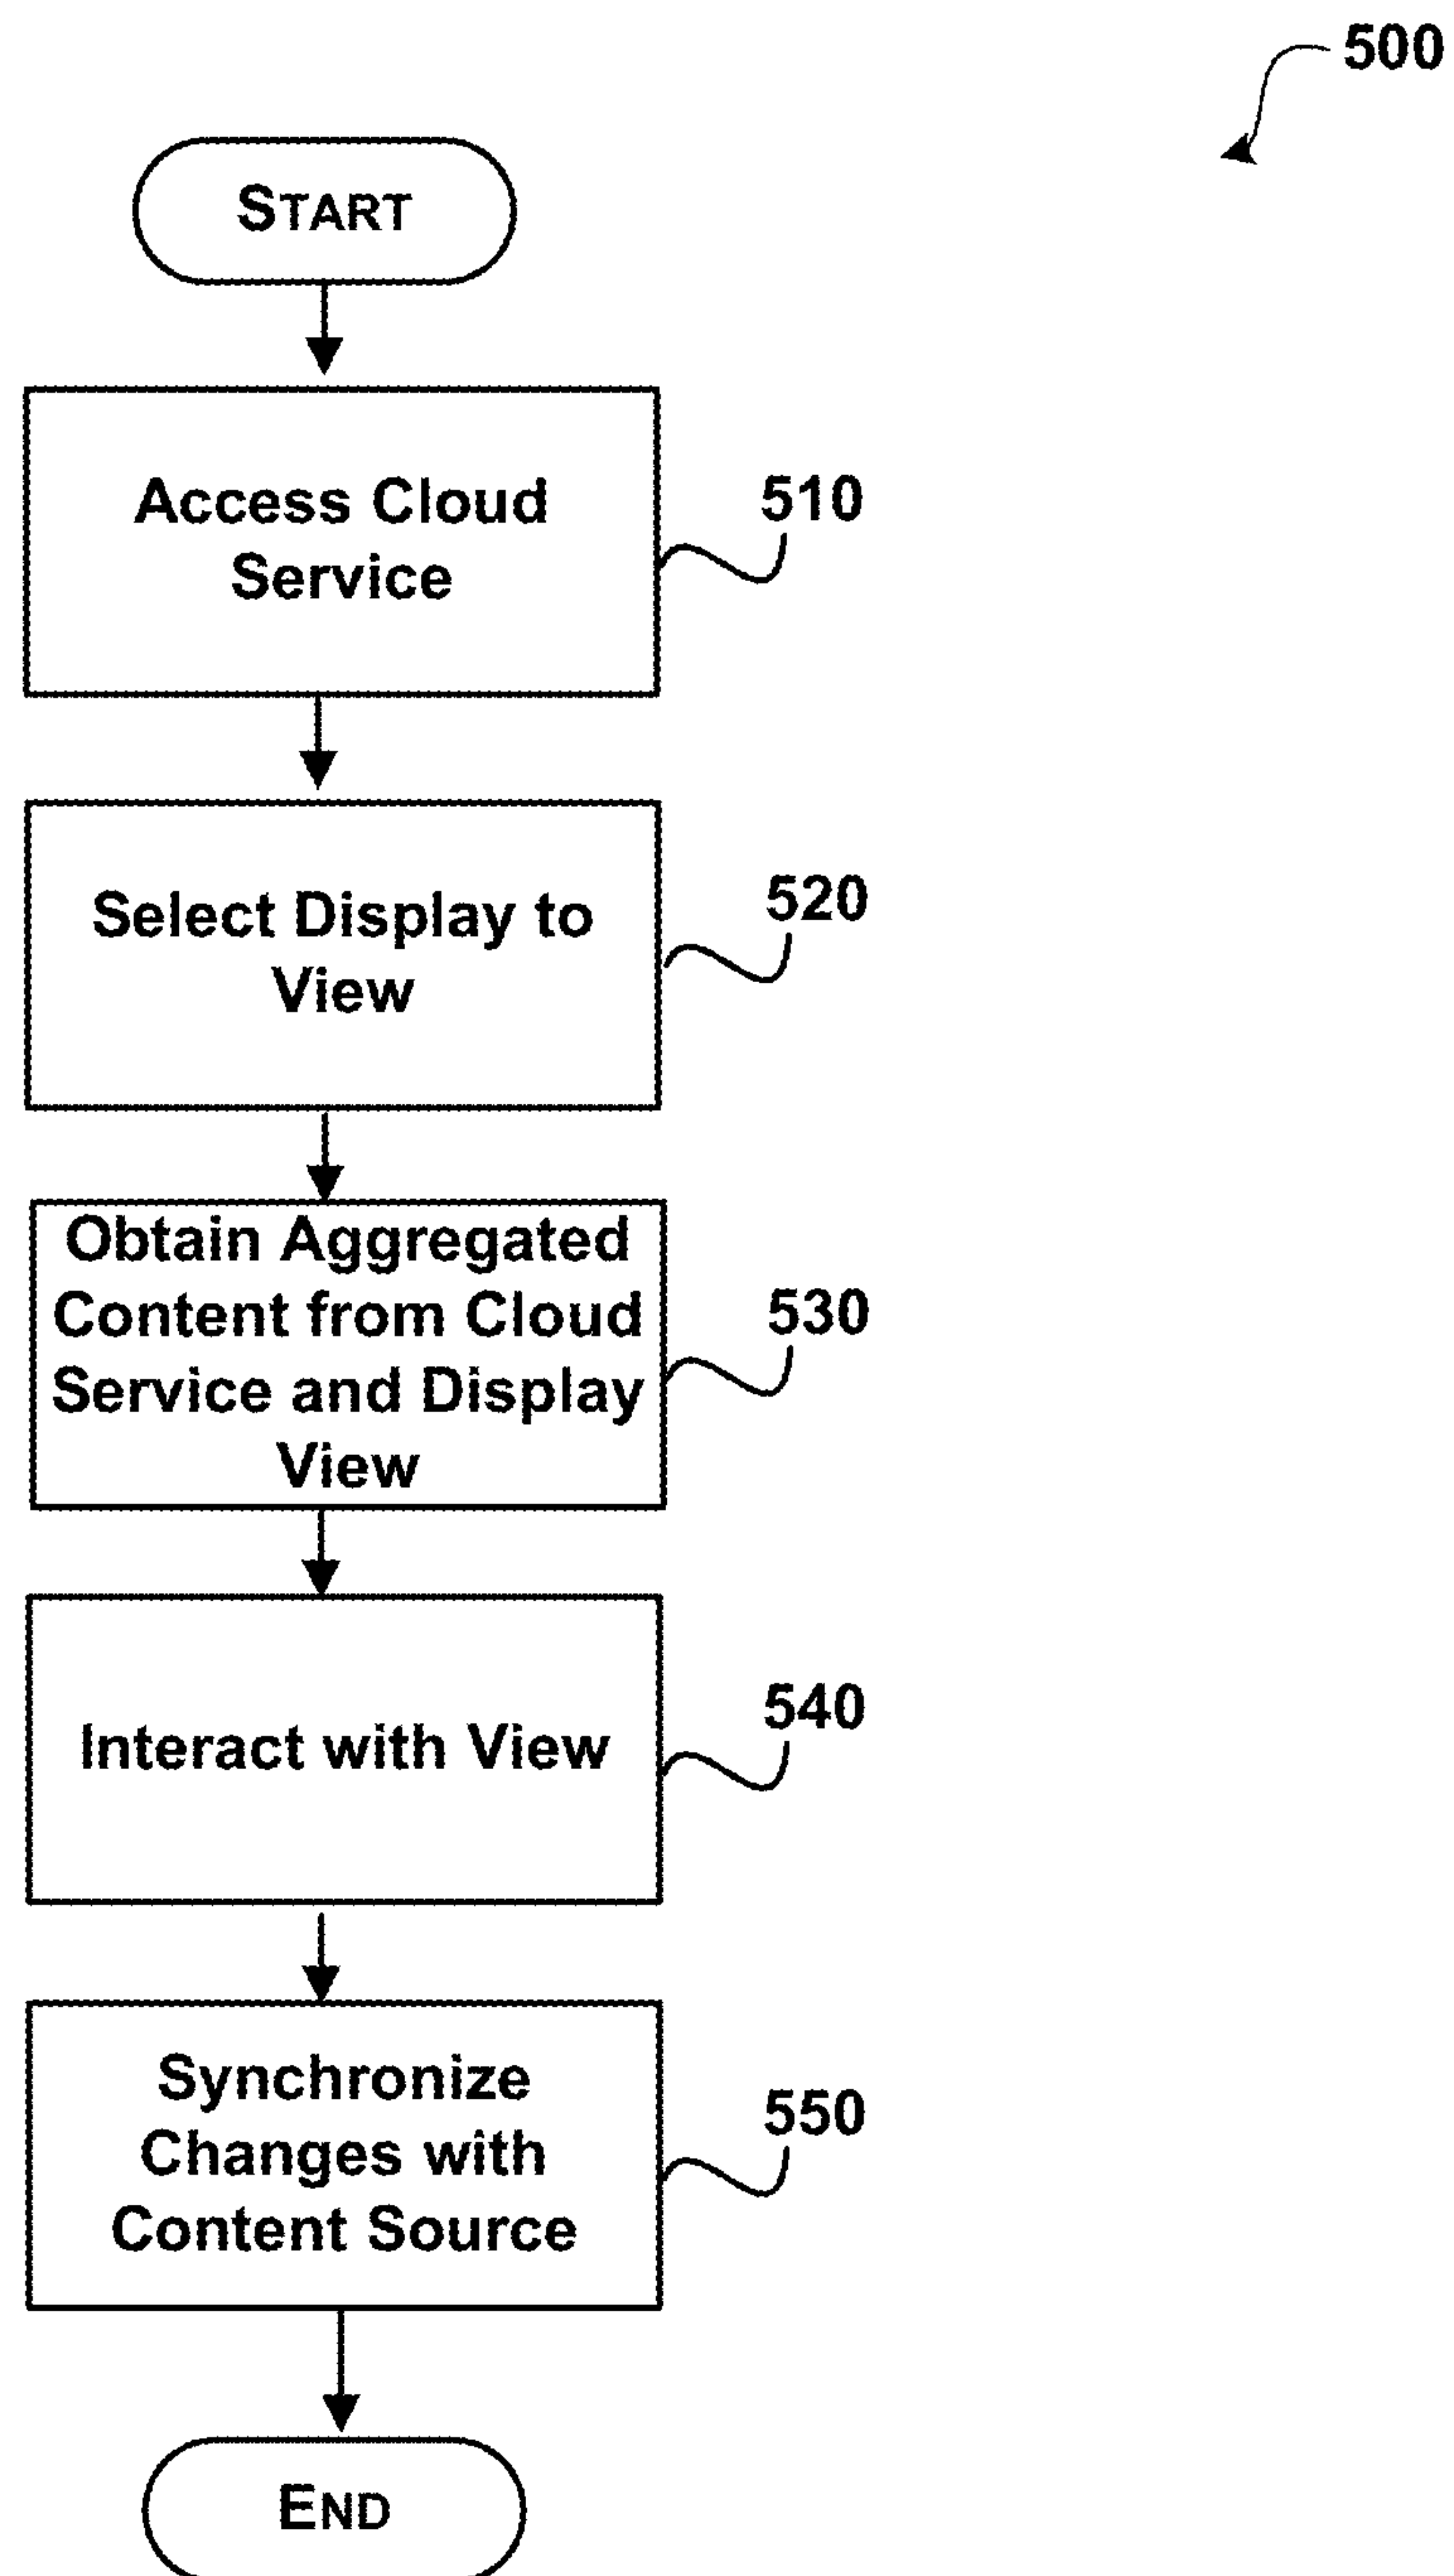 500
START
Access Cloud
Service
510
Select Display to
View
520
Obtain Aggregated
Content from Cloud
Service and Display
View
530
Interact with View
540
Synchronize
Changes with
Content Source
550
END